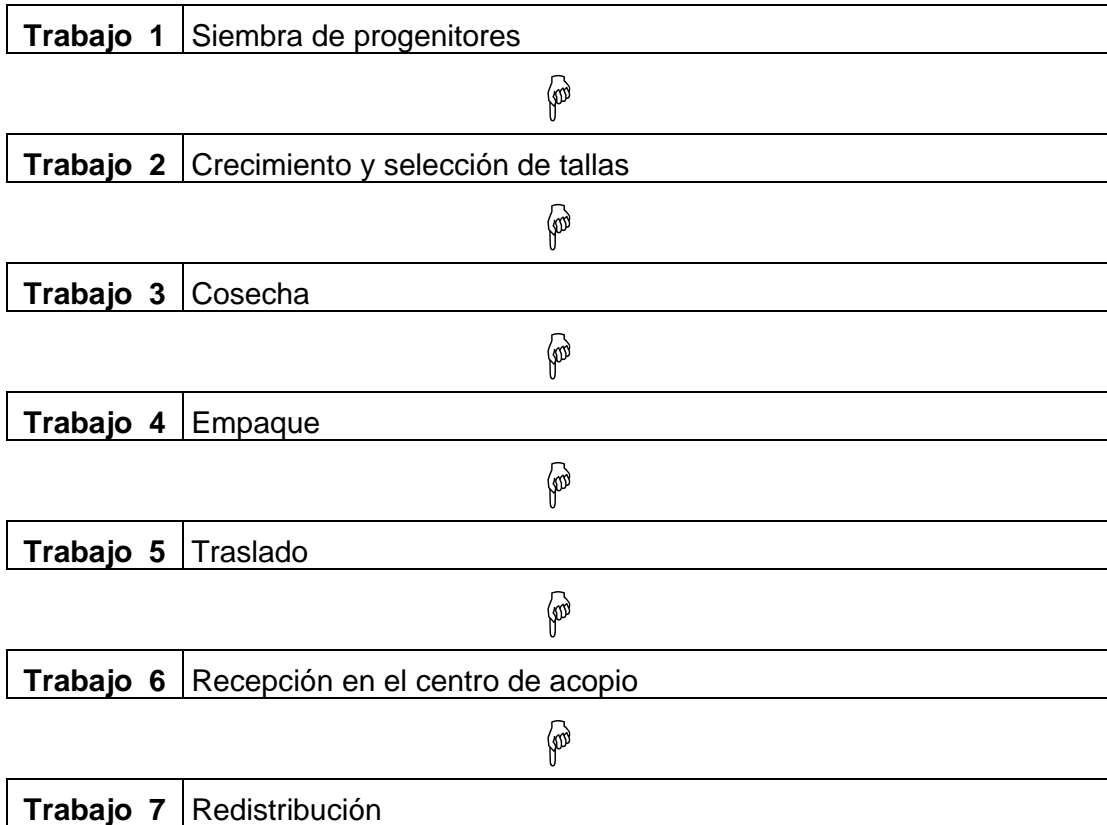 Trabajo 1 Siembra de progenitores
Trabajo 2 Crecimiento y selección de tallas
Trabajo 3 Cosecha
Trabajo 4 Empaque
Trabajo 5 Traslado
Trabajo 6 Recepción en el centro de acopio
Trabajo 7 Redistribución